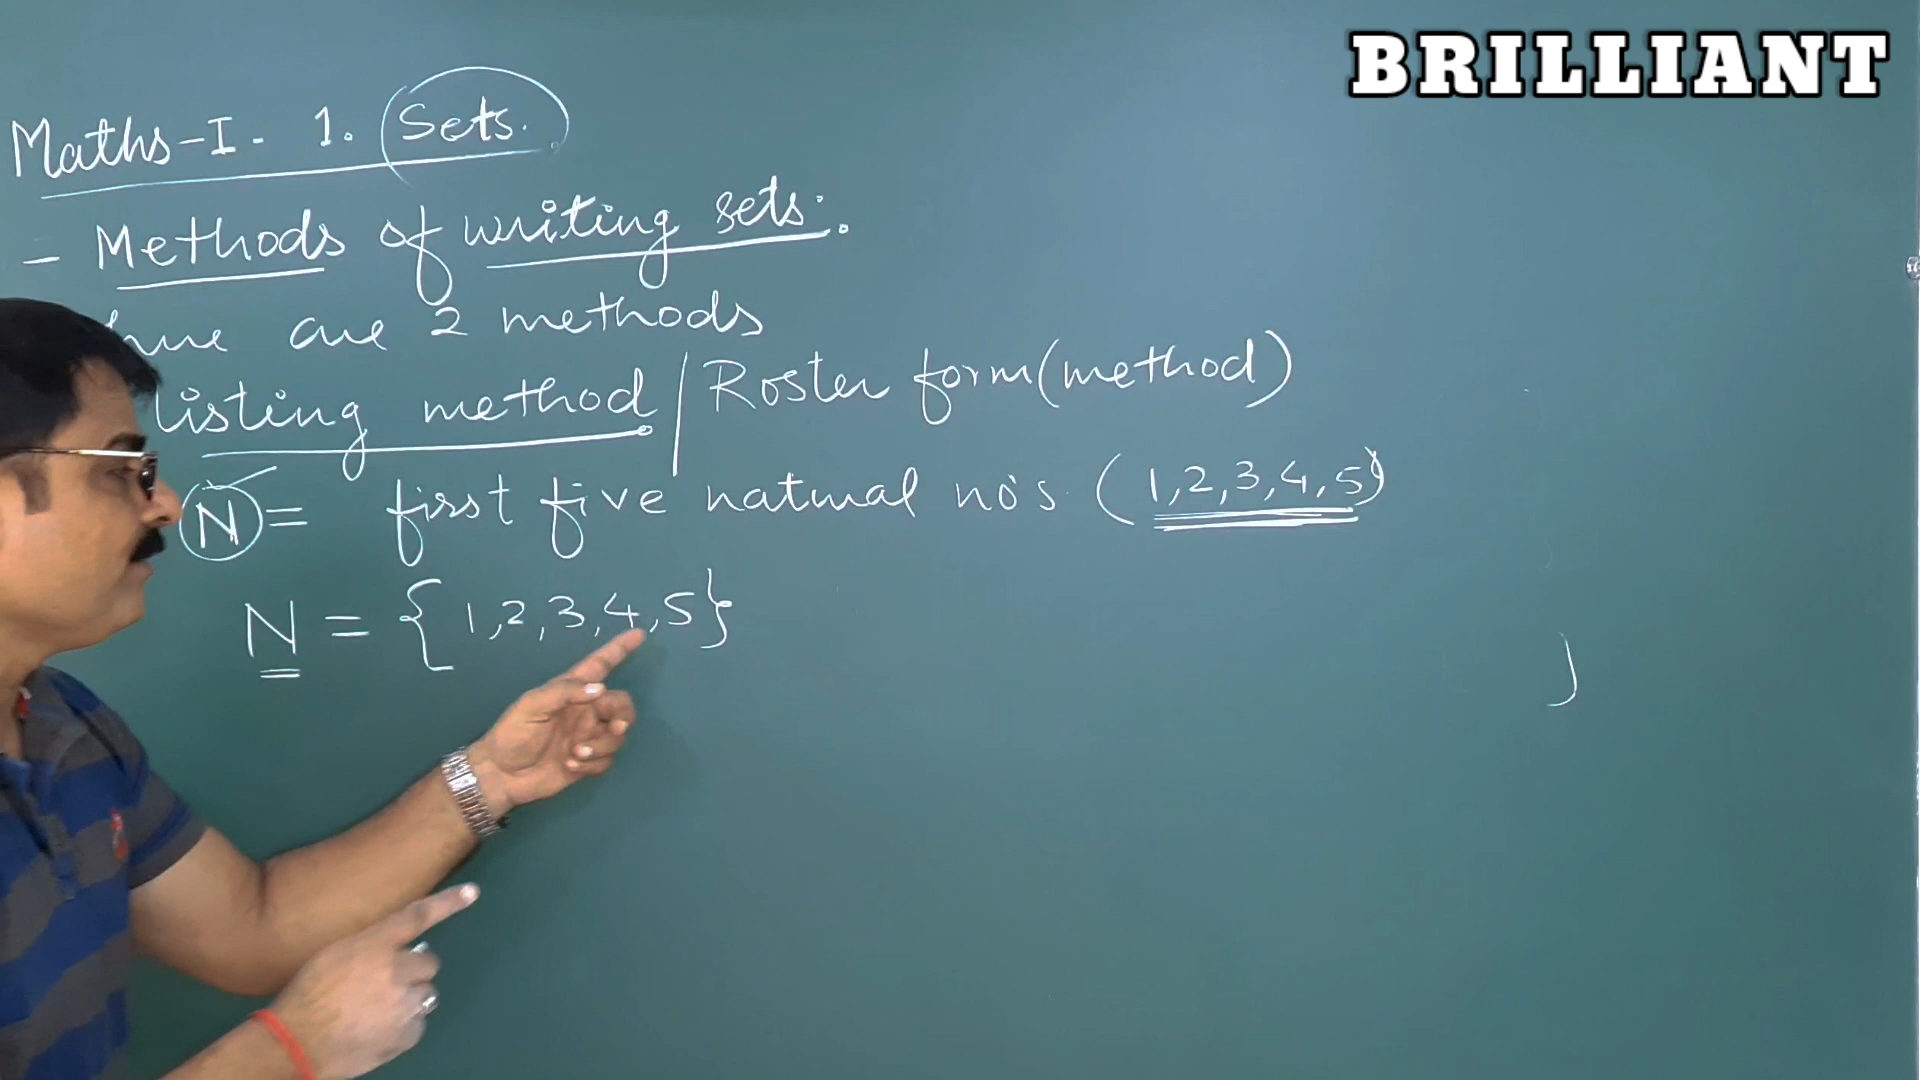 BRILLIANT
Maths-I. 1. Sets.
- Methods of writing sets.
are 2 methods
listing method / Roster form (method)
N = first five natural no's (1,2,3,4,5)
N = {1,2,3,4,5}